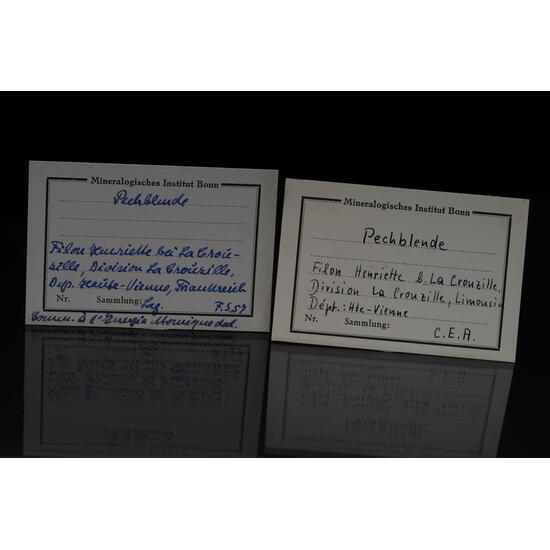 Mineralogisches Institut Bonn
Pechblende
Filon Henriette bei La Crou-
zille, Division La Crouzille,
Dep. Haute-Vienne, Frankreich
Nr. Sammlung: Lag. F.S.57
Comm. à l'Energie Atomique ded.
Mineralogisches Institut Bonn
Pechblende
Filon Henriette b. La Crouzille,
Division La Crouzille, Limousin
Dépt.: Hte-Vienne
Nr. Sammlung:
C.E.A.